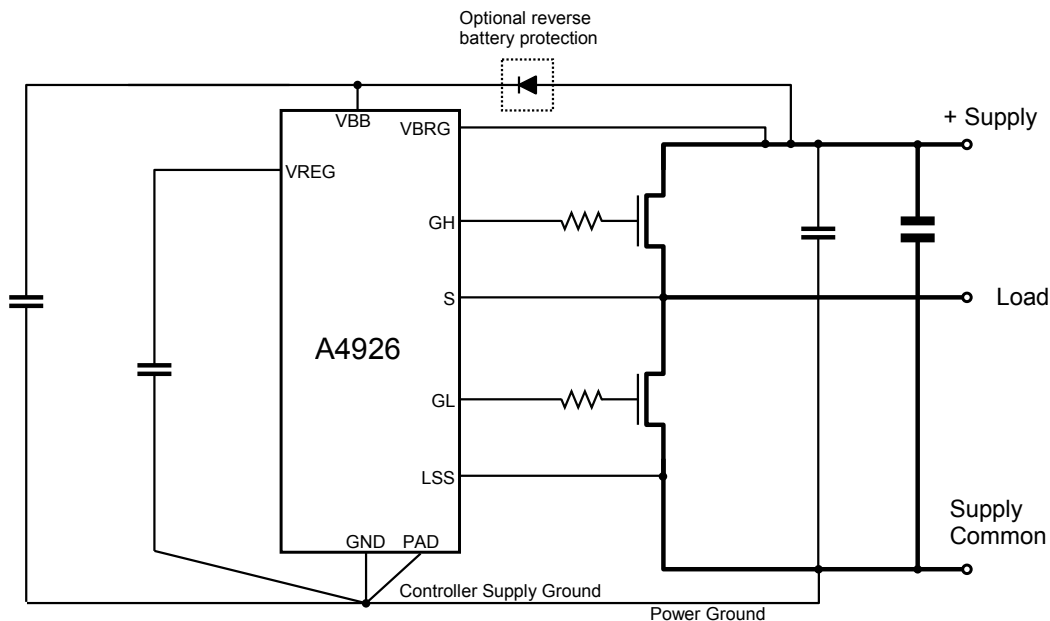 Optional reverse
battery protection
VBB
VBRG
+ Supply
VREG
GH
S
Load
A4926
GL
LSS
Supply
Common
GND
PAD
Controller Supply Ground
Power Ground